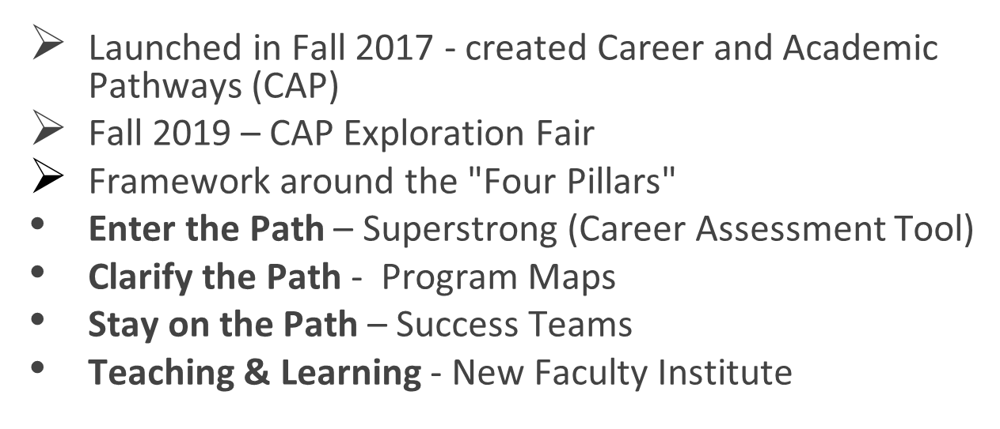 ➢ Launched in Fall 2017 - created Career and Academic
Pathways (CAP)
➢ Fall 2019 – CAP Exploration Fair
➢ Framework around the "Four Pillars"
• Enter the Path – Superstrong (Career Assessment Tool)
• Clarify the Path -  Program Maps
• Stay on the Path – Success Teams
• Teaching & Learning - New Faculty Institute